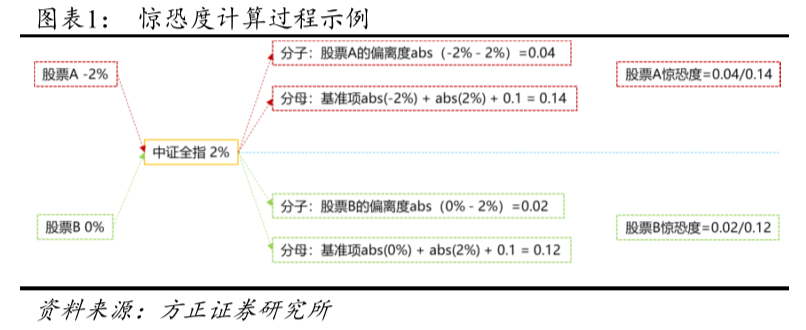 图表1： 惊恐度计算过程示例
股票A -2%
分子：股票A的偏离度abs（-2% - 2%）=0.04
股票A惊恐度=0.04/0.14
分母：基准项abs(-2%) + abs(2%) + 0.1 = 0.14
中证全指 2%
分子：股票B的偏离度abs（0% - 2%）=0.02
股票B 0%
股票B惊恐度=0.02/0.12
分母：基准项abs(0%) + abs(2%) + 0.1 = 0.12
资料来源：方正证券研究所